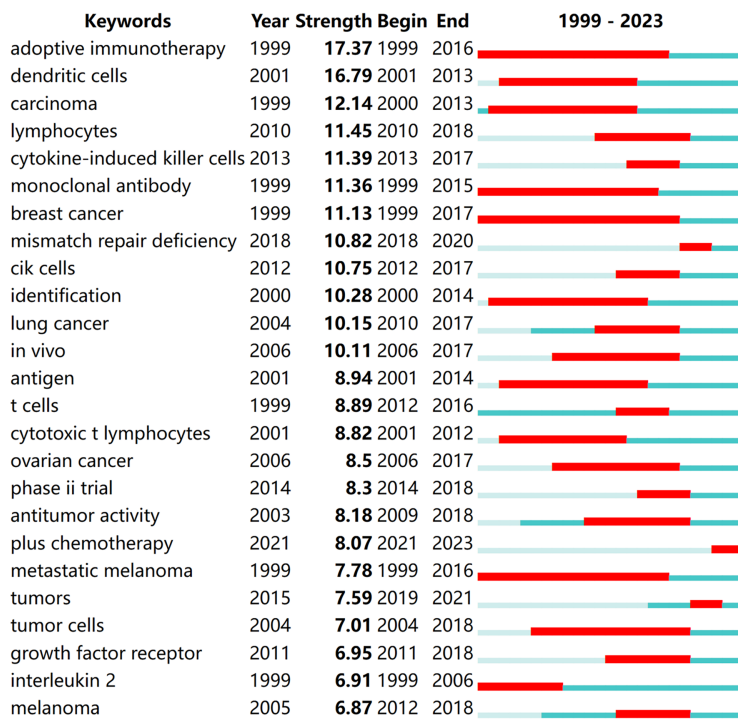 Keywords Year Strength Begin End 1999 - 2023
adoptive immunotherapy 1999 17.37 1999 2016
dendritic cells 2001 16.79 2001 2013
carcinoma 1999 12.14 2000 2013
lymphocytes 2010 11.45 2010 2018
cytokine-induced killer cells 2013 11.39 2013 2017
monoclonal antibody 1999 11.36 1999 2015
breast cancer 1999 11.13 1999 2017
mismatch repair deficiency 2018 10.82 2018 2020
cik cells 2012 10.75 2012 2017
identification 2000 10.28 2000 2014
lung cancer 2004 10.15 2010 2017
in vivo 2006 10.11 2006 2017
antigen 2001 8.94 2001 2014
t cells 1999 8.89 2012 2016
cytotoxic t lymphocytes 2001 8.82 2001 2012
ovarian cancer 2006 8.5 2006 2017
phase ii trial 2014 8.3 2014 2018
antitumor activity 2003 8.18 2009 2018
plus chemotherapy 2021 8.07 2021 2023
metastatic melanoma 1999 7.78 1999 2016
tumors 2015 7.59 2019 2021
tumor cells 2004 7.01 2004 2018
growth factor receptor 2011 6.95 2011 2018
interleukin 2 1999 6.91 1999 2006
melanoma 2005 6.87 2012 2018